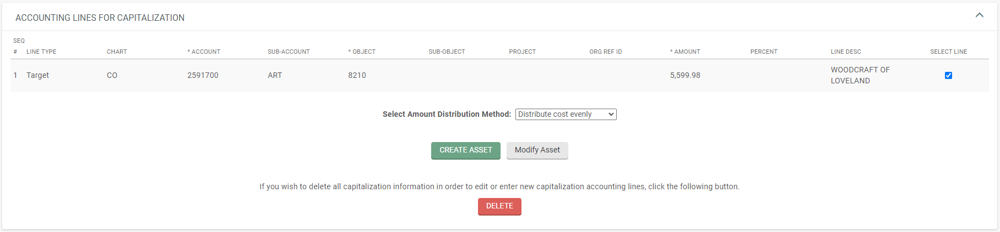 ACCOUNTING LINES FOR CAPITALIZATION
SEQ
# LINE TYPE CHART * ACCOUNT SUB-ACCOUNT * OBJECT SUB-OBJECT PROJECT ORG REF ID * AMOUNT PERCENT LINE DESC SELECT LINE
1 Target CO 2591700 ART 8210 5,599.98 WOODCRAFT OF
LOVELAND
Select Amount Distribution Method: Distribute cost evenly
CREATE ASSET Modify Asset
If you wish to delete all capitalization information in order to edit or enter new capitalization accounting lines, click the following button.
DELETE